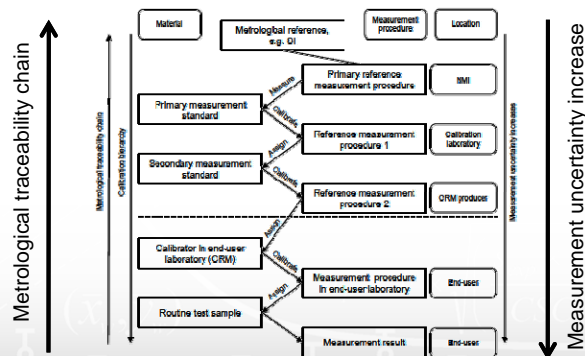 Material
Measurement
procedure
Location
Metrological reference,
e.g. DI
Primary reference
measurement procedure
NMI
Measure
Primary measurement
standard
Calibrate
Reference measurement
procedure 1
Calibration
laboratory
Assign
Secondary measurement
standard
Calibrate
Reference measurement
procedure 2
CRM producer
Assign
Calibrator in end-user
laboratory (CRM)
Calibrate
Measurement procedure
in end-user laboratory
End-user
Assign
Routine test sample
Measurement result
End-user
Metrological traceability chain
Metrological traceability chain
Calibration hierarchy
Measurement uncertainty increases
Measurement uncertainty increase